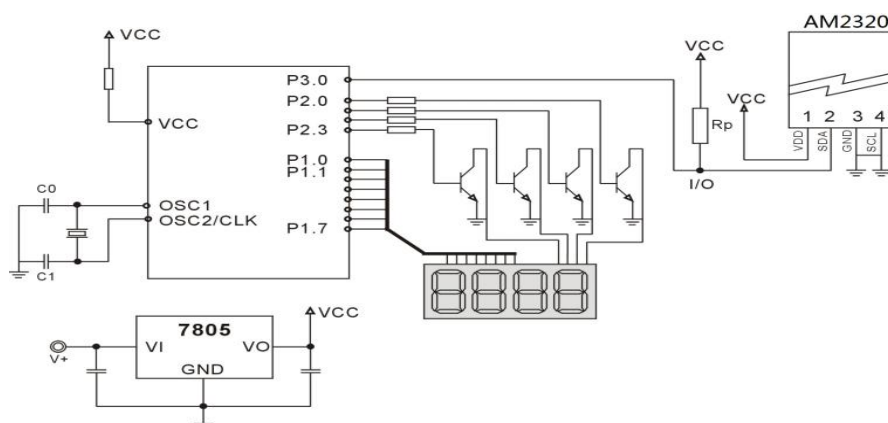 AM2320
VCC
VCC
VCC
P3.0
P2.0
P2.3
P1.0
P1.1
P1.7
VCC
OSC1
OSC2/CLK
C0
C1
Rp
1 2 3 4
VDD
SDA
GND
SCL
I/O
7805
VI
VO
GND
V+
VCC